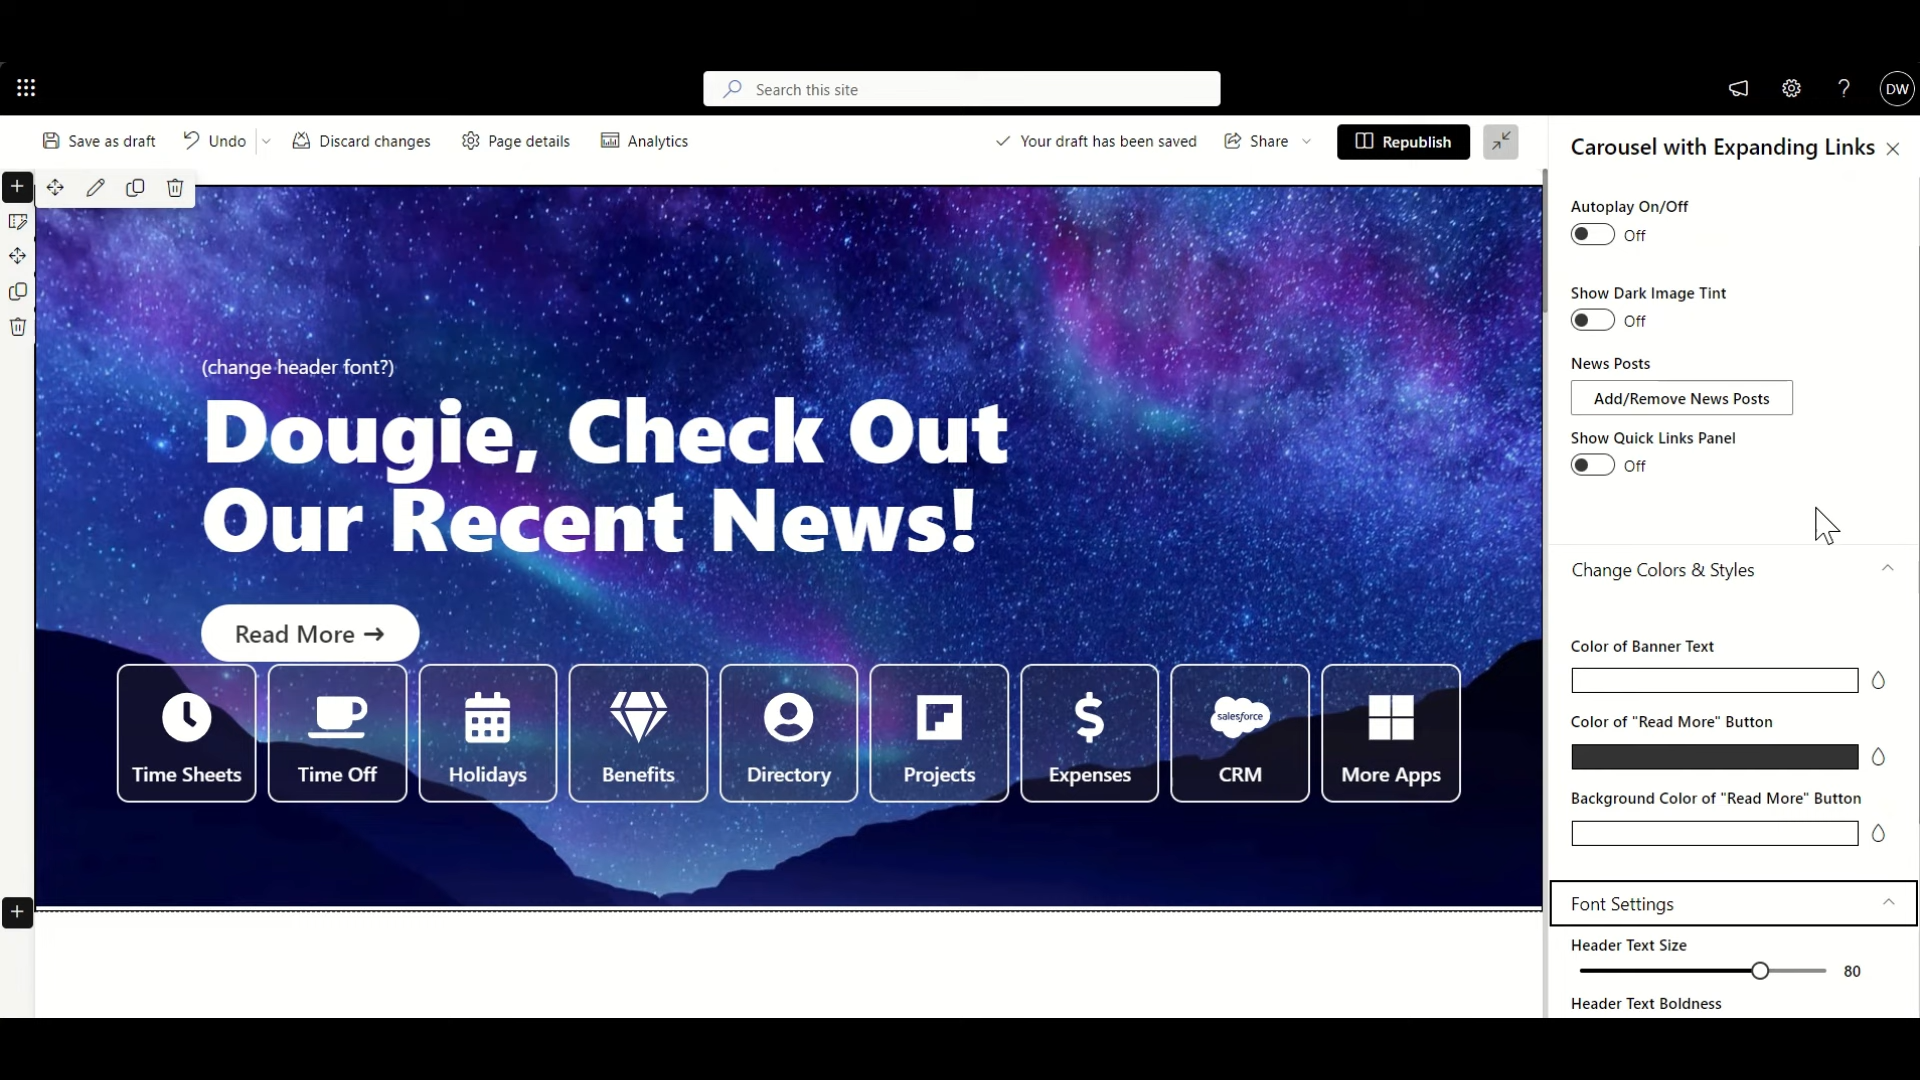 Search this site
DW
Save as draft
Undo
Discard changes
Page details
Analytics
Your draft has been saved
Share
Republish
Carousel with Expanding Links
Autoplay On/Off
Off
Show Dark Image Tint
Off
News Posts
Add/Remove News Posts
Show Quick Links Panel
Off
Change Colors & Styles
Color of Banner Text
Color of "Read More" Button
Background Color of "Read More" Button
Font Settings
Header Text Size
80
Header Text Boldness
(change header font?)
Dougie, Check Out
Our Recent News!
Read More →
Time Sheets
Time Off
Holidays
Benefits
Directory
Projects
Expenses
salesforce
CRM
More Apps